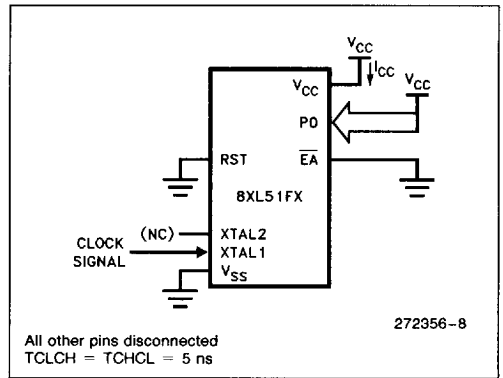 VCC
ICC
VCC
VCC
P0
RST
EA
8XL51FX
(NC)
XTAL2
CLOCK
SIGNAL
XTAL1
VSS
272356-8
All other pins disconnected
TCLCH = TCHCL = 5 ns